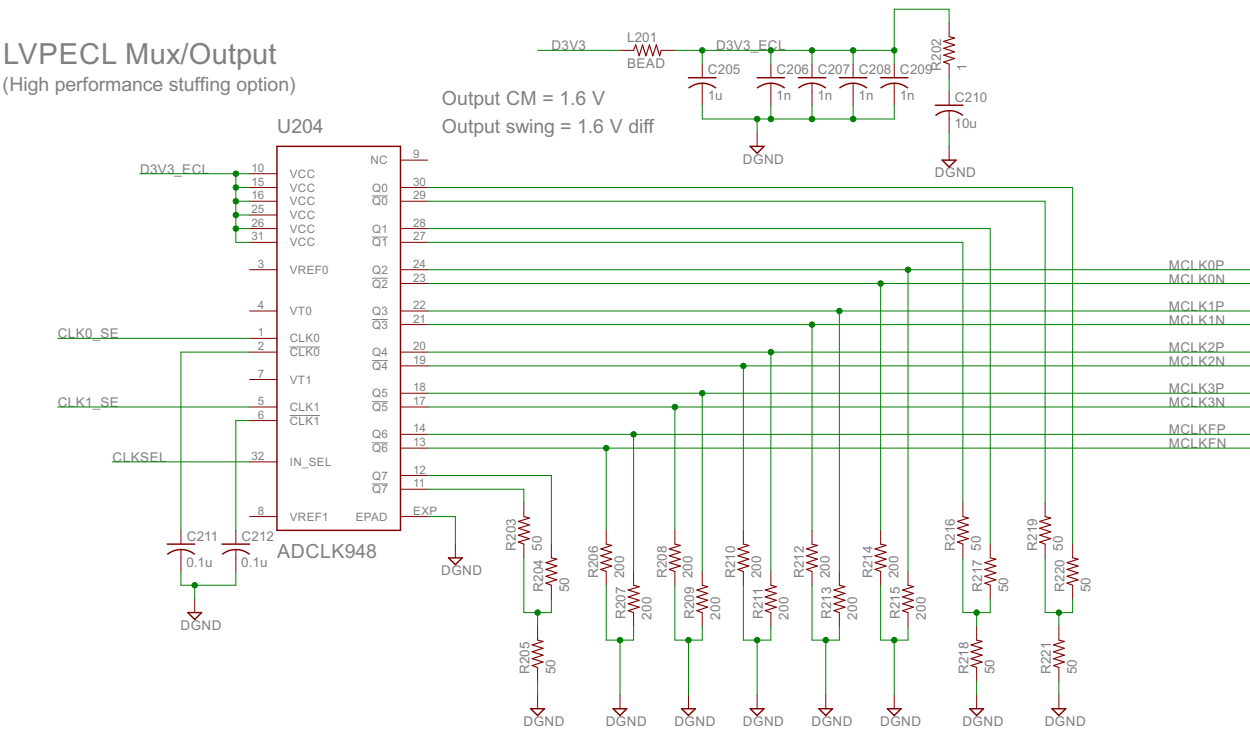 LVPECL Mux/Output
(High performance stuffing option)
Output CM = 1.6 V
Output swing = 1.6 V diff
D3V3
L201
BEAD
D3V3_ECL
C205
1u
C206
1n
C207
1n
C208
1n
C209
1n
R202
1
C210
10u
DGND
DGND
U204
D3V3_ECL
10 VCC
15 VCC
16 VCC
25 VCC
26 VCC
31 VCC
3 VREF0
4 VT0
CLK0_SE 1 CLK0
2 CLK0
7 VT1
CLK1_SE 5 CLK1
6 CLK1
CLKSEL 32 IN_SEL
8 VREF1
NC 9
Q0 30
Q0 29
Q1 28
Q1 27
Q2 24 MCLK0P
Q2 23 MCLK0N
Q3 22 MCLK1P
Q3 21 MCLK1N
Q4 20 MCLK2P
Q4 19 MCLK2N
Q5 18 MCLK3P
Q5 17 MCLK3N
Q6 14 MCLKFP
Q6 13 MCLKFN
Q7 12
Q7 11
EPAD EXP
ADCLK948
DGND
C211
0.1u
C212
0.1u
DGND
R203
50
R204
50
R205
50
R206
200
R207
200
R208
200
R209
200
R210
200
R211
200
R212
200
R213
200
R214
200
R215
200
R216
50
R217
50
R218
50
R219
50
R220
50
R221
50
DGND DGND DGND DGND DGND DGND DGND DGND